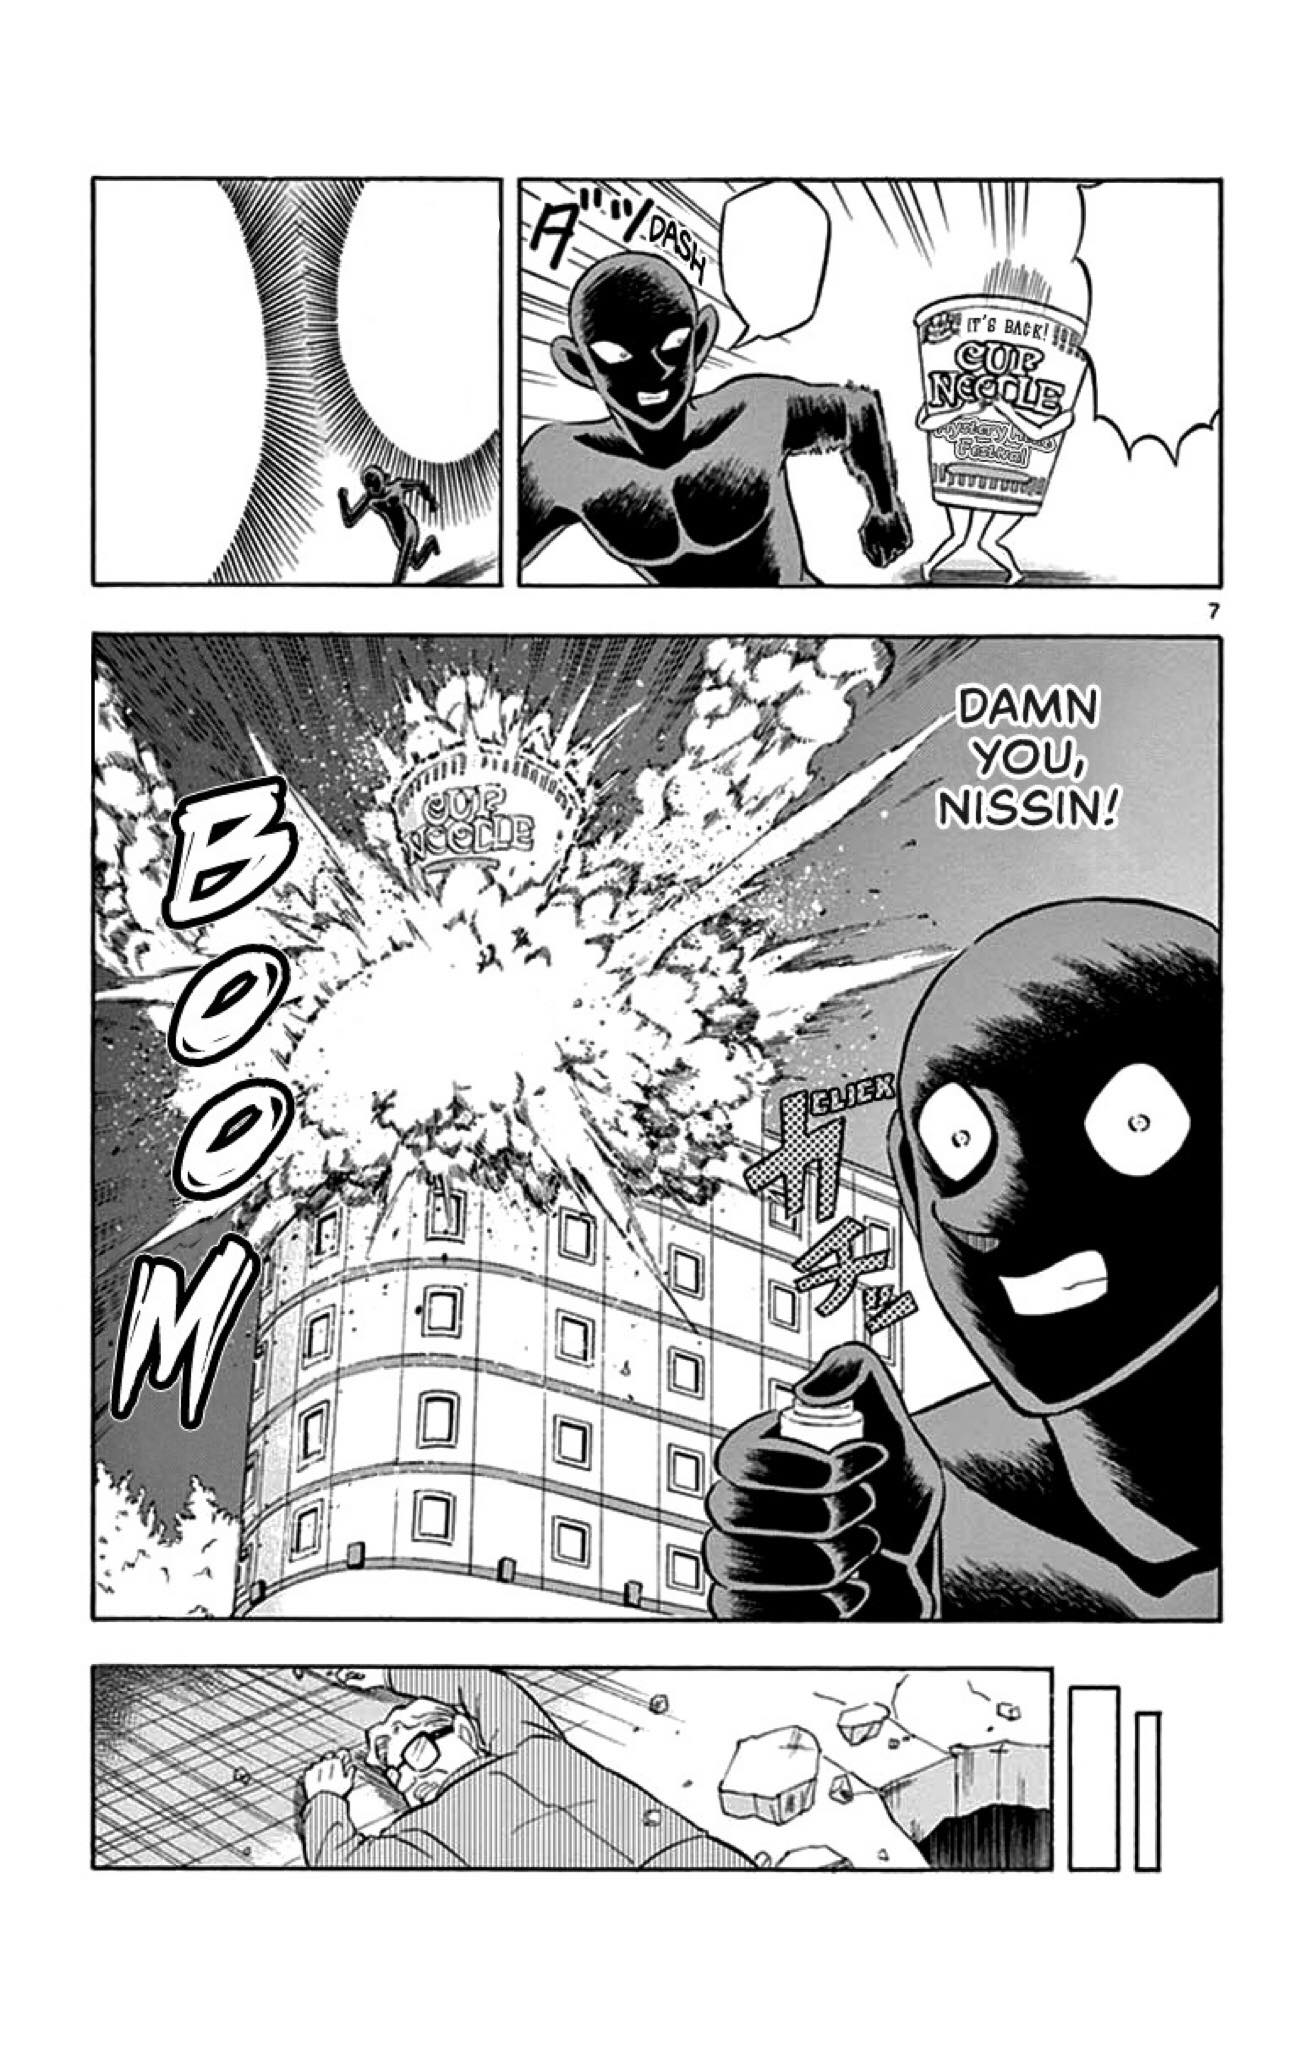 ダッ
DASH
IT'S BACK!
CUP
NOODLE
Mystery Meat
Festival
7
DAMN
YOU,
NISSIN!
CUP
NOODLE
BOOM
CLICK
カチッ